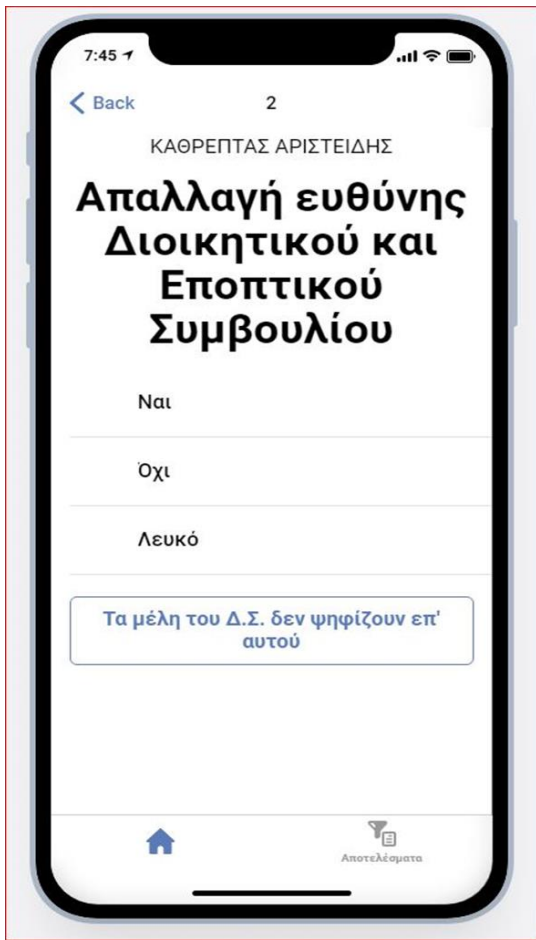 7:45
Back
2
ΚΑΘΡΕΠΤΑΣ ΑΡΙΣΤΕΙΔΗΣ
Απαλλαγή ευθύνης
Διοικητικού και
Εποπτικού
Συμβουλίου
Ναι
Όχι
Λευκό
Τα μέλη του Δ.Σ. δεν ψηφίζουν επ'
αυτού
Αποτελέσματα